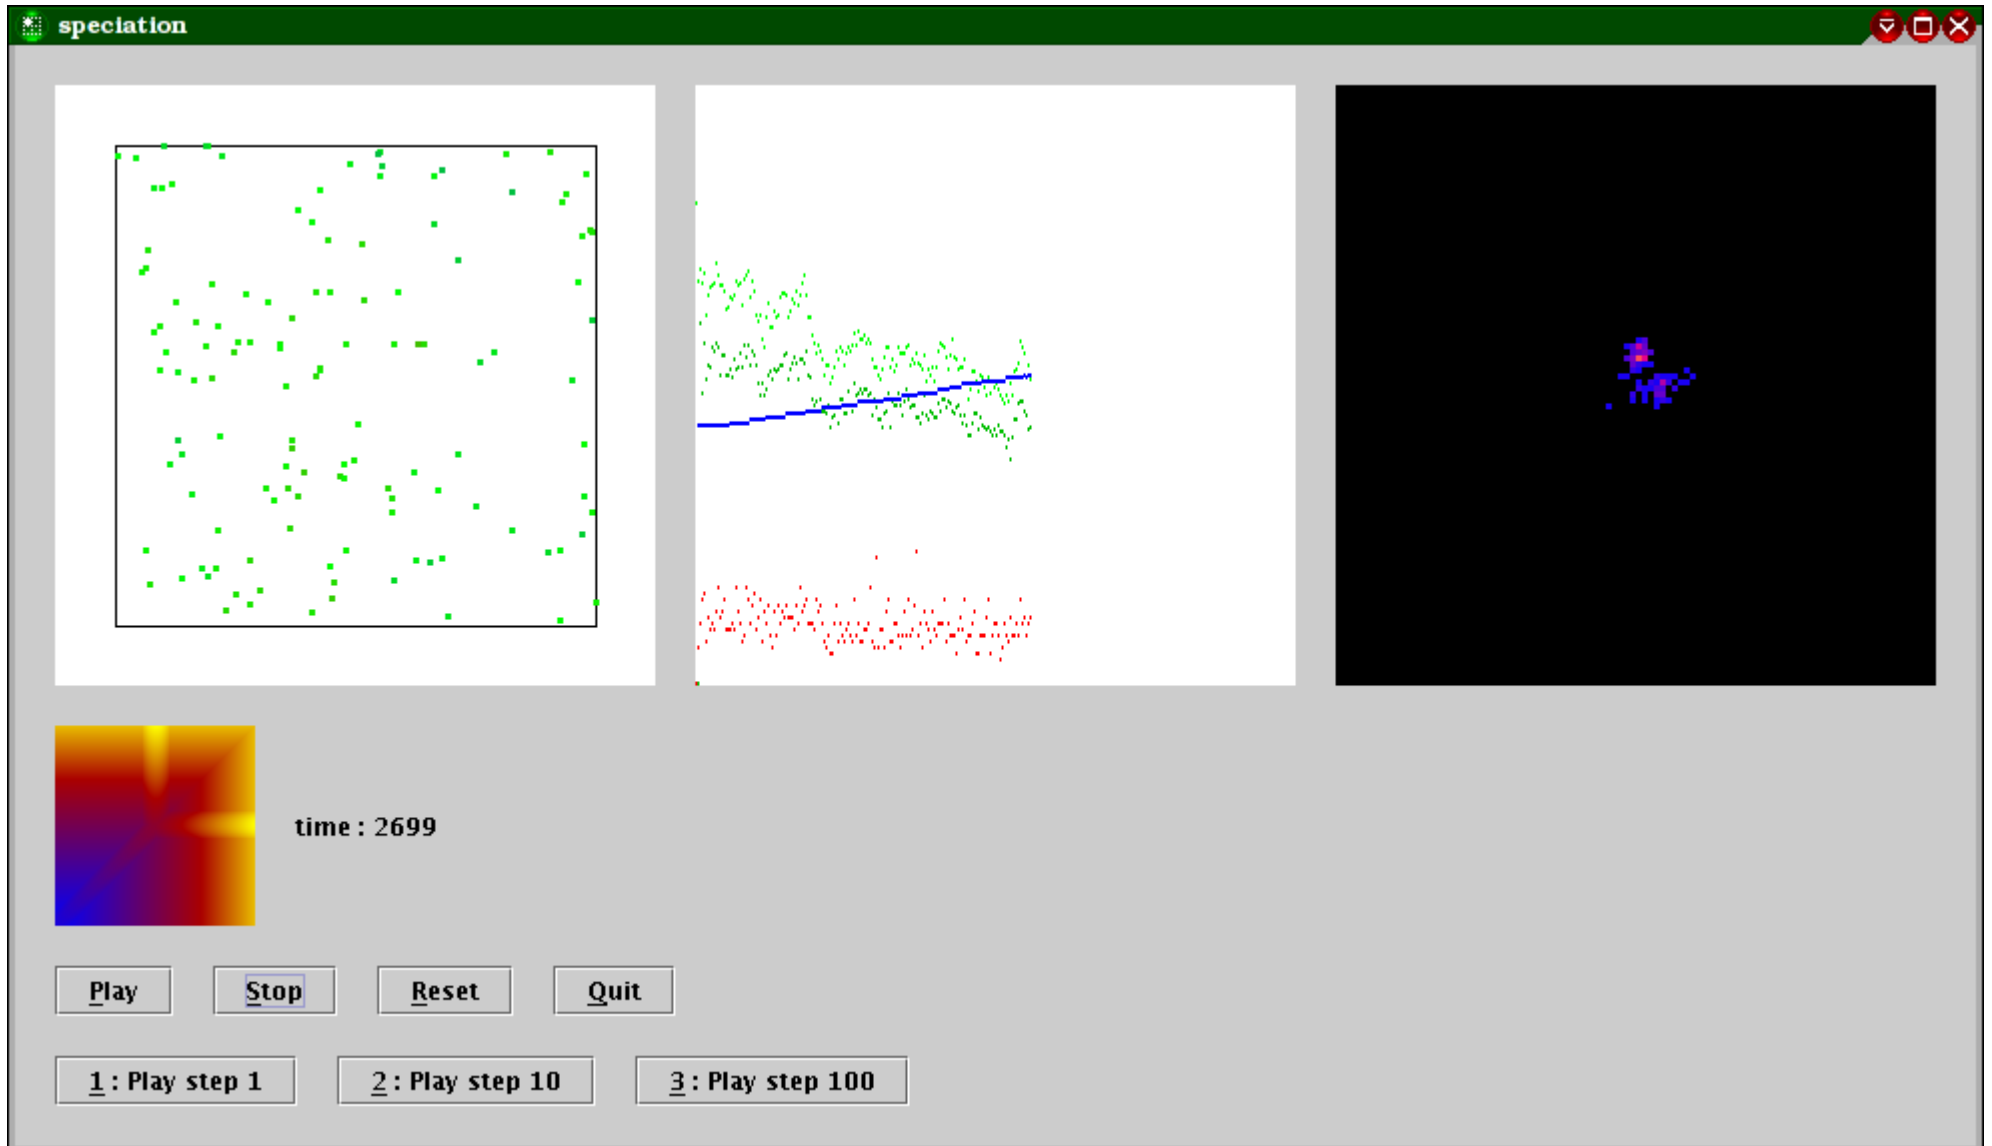 speciation
time : 2699
Play Stop Reset Quit
1 : Play step 1 2 : Play step 10 3 : Play step 100